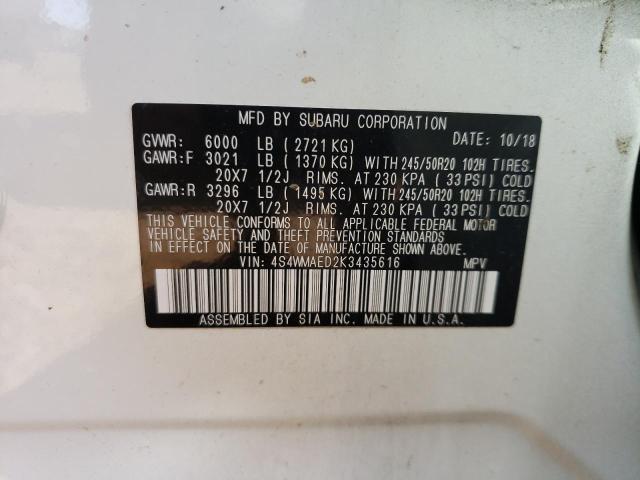 MFD BY SUBARU CORPORATION
GVWR: 6000 LB (2721 KG) DATE: 10/18
GAWR:F 3021 LB (1370 KG) WITH 245/50R20 102H TIRES.
20X7 1/2J RIMS. AT 230 KPA (33 PSI) COLD
GAWR:R 3296 LB (1495 KG) WITH 245/50R20 102H TIRES.
20X7 1/2J RIMS. AT 230 KPA (33 PSI) COLD
THIS VEHICLE CONFORMS TO ALL APPLICABLE FEDERAL MOTOR
VEHICLE SAFETY AND THEFT PREVENTION STANDARDS
IN EFFECT ON THE DATE OF MANUFACTURE SHOWN ABOVE.
VIN: 4S4WMAED2K3435616 MPV
ASSEMBLED BY SIA INC. MADE IN U.S.A.